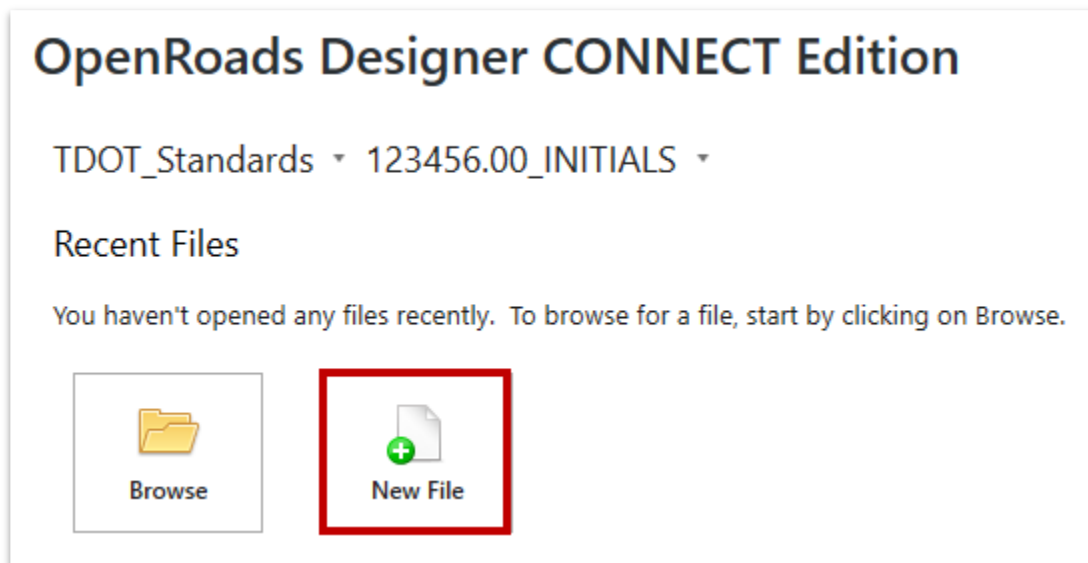 OpenRoads Designer CONNECT Edition
TDOT_Standards 123456.00_INITIALS
Recent Files
You haven't opened any files recently. To browse for a file, start by clicking on Browse.
Browse New File